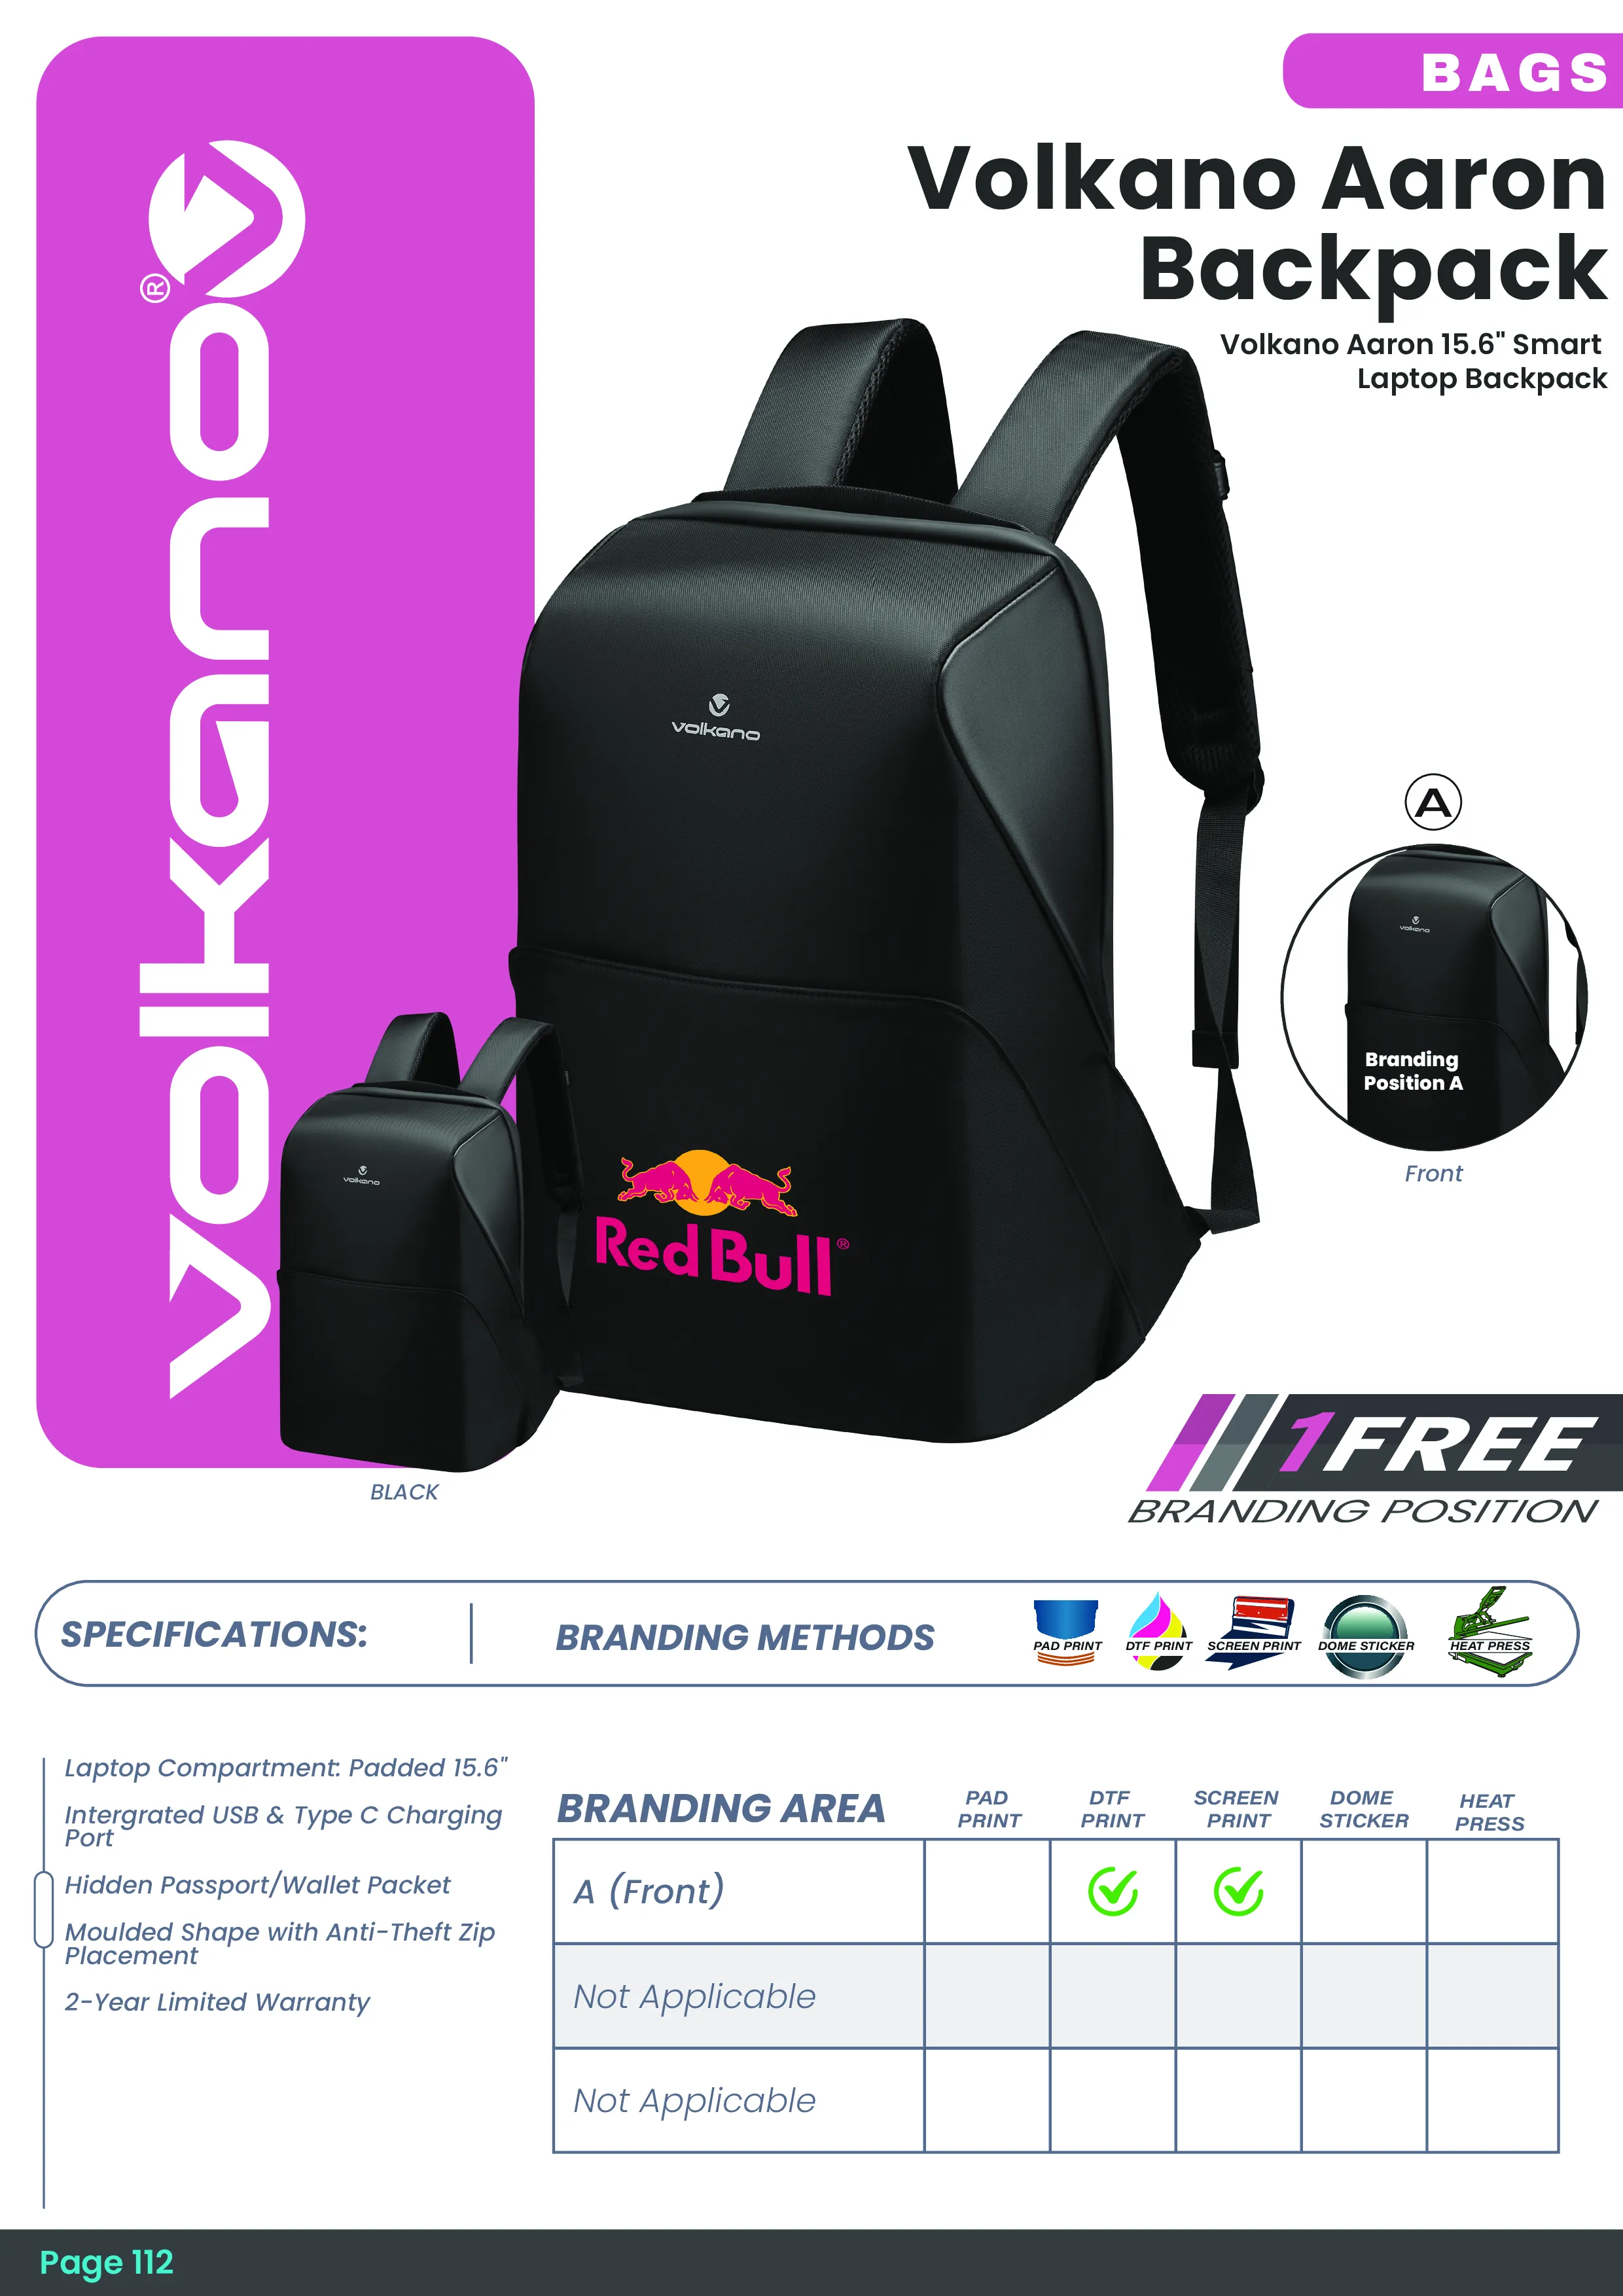 BAGS
Volkano Aaron
Backpack
Volkano Aaron 15.6" Smart
Laptop Backpack
volkano®
volkano
A
volkano
Branding
Position A
Front
volkano
Red Bull®
BLACK
1FREE
BRANDING POSITION
SPECIFICATIONS:
BRANDING METHODS
PAD PRINT
DTF PRINT
SCREEN PRINT
DOME STICKER
HEAT PRESS
Laptop Compartment: Padded 15.6"
Intergrated USB & Type C Charging
Port
Hidden Passport/Wallet Packet
Moulded Shape with Anti-Theft Zip
Placement
2-Year Limited Warranty
BRANDING AREA
PAD
PRINT
DTF
PRINT
SCREEN
PRINT
DOME
STICKER
HEAT
PRESS
A (Front)
Not Applicable
Not Applicable
Page 112